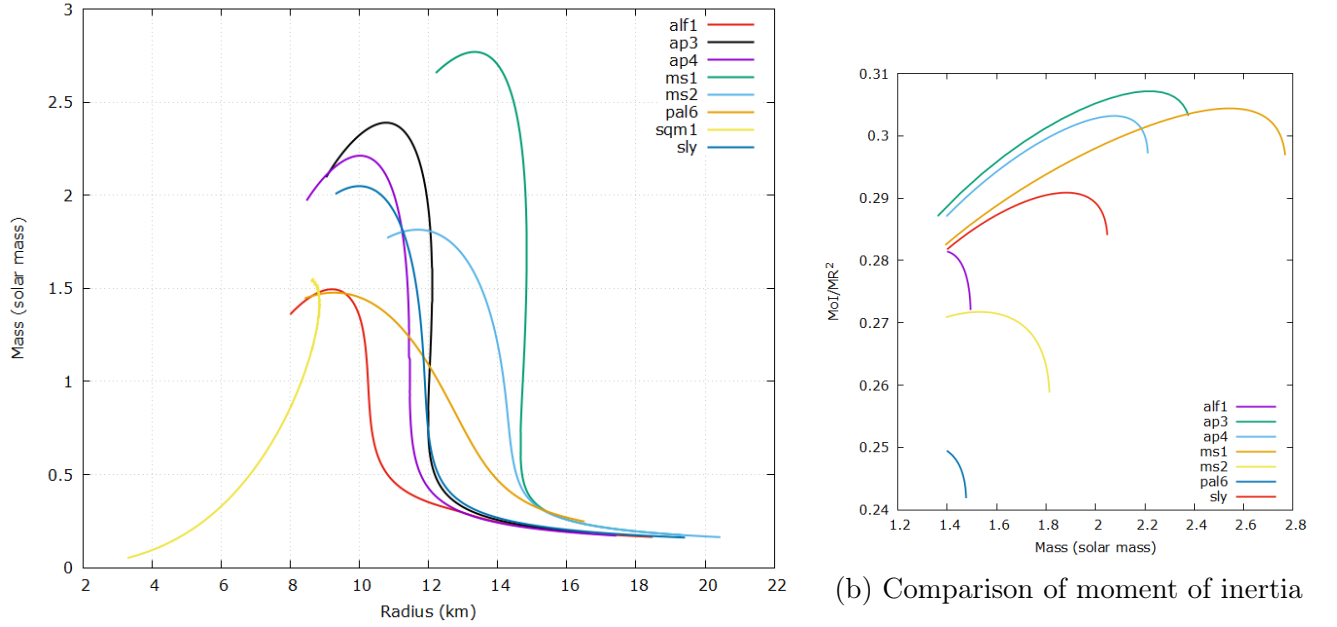 3
2.5
2
1.5
1
0.5
0
2 4 6 8 10 12 14 16 18 20 22
Mass (solar mass)
Radius (km)
alf1
ap3
ap4
ms1
ms2
pal6
sqm1
sly
0.31
0.3
0.29
0.28
0.27
0.26
0.25
0.24
1.2 1.4 1.6 1.8 2 2.2 2.4 2.6 2.8
MoI/MR²
Mass (solar mass)
alf1
ap3
ap4
ms1
ms2
pal6
sly
(b) Comparison of moment of inertia